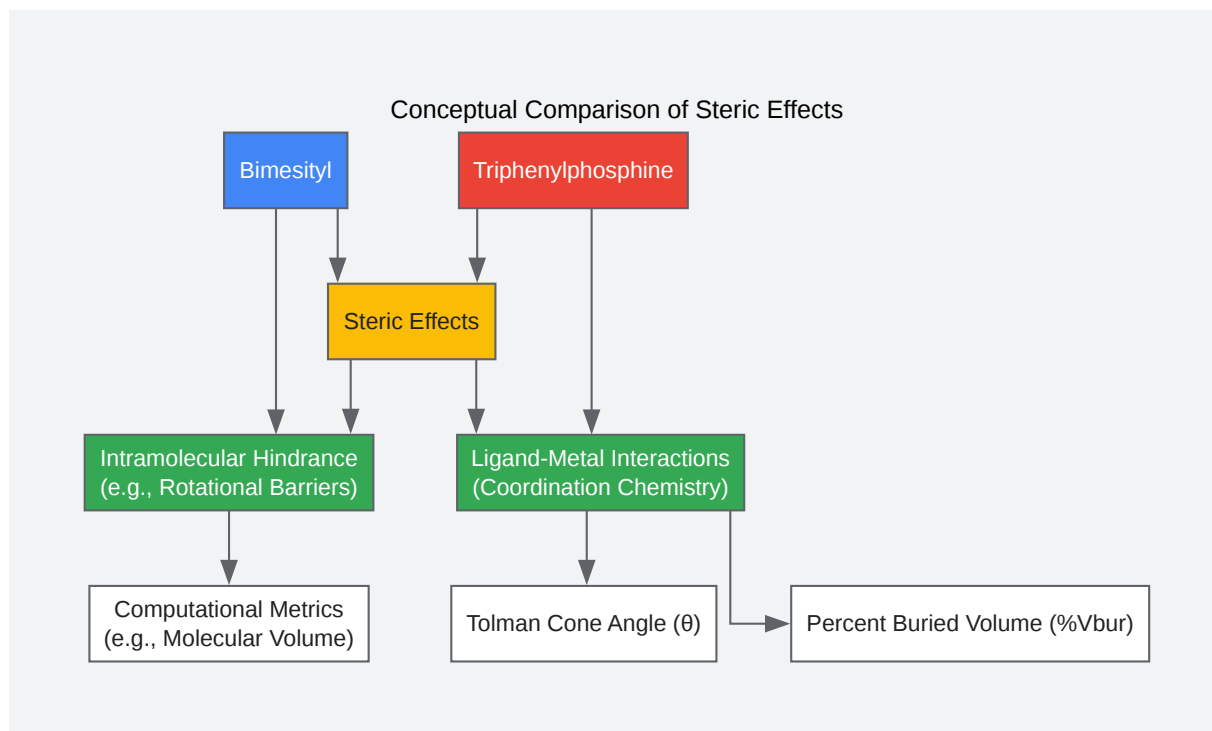 Conceptual Comparison of Steric Effects
Bimesityl
Triphenylphosphine
Steric Effects
Intramolecular Hindrance
(e.g., Rotational Barriers)
Ligand-Metal Interactions
(Coordination Chemistry)
Computational Metrics
(e.g., Molecular Volume)
Tolman Cone Angle (θ)
Percent Buried Volume (%Vbur)